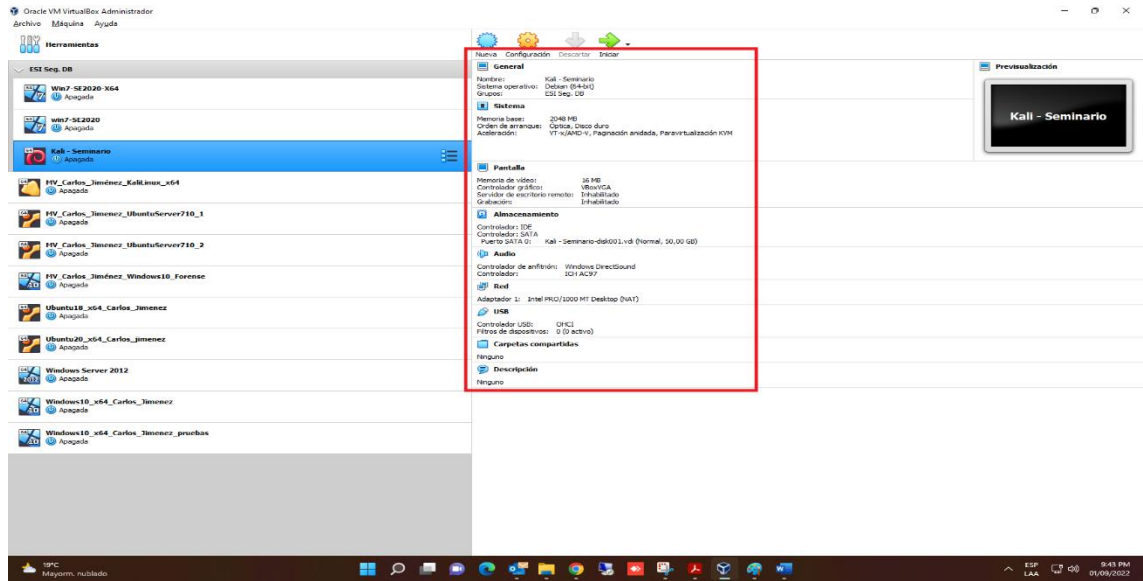 Oracle VM VirtualBox Administrador
Archivo Máquina Ayuda
Herramientas
ESI Seg. DB
Win7-SE2020-X64
Apagada
win7-SE2020
Apagada
Kali - Seminario
Apagada
MV_Carlos_Jiménez_KaliLinux_x64
Apagada
MV_Carlos_Jimenez_UbuntuServer710_1
Apagada
MV_Carlos_Jimenez_UbuntuServer710_2
Apagada
MV_Carlos_Jiménez_Windows10_Forense
Apagada
Ubuntu18_x64_Carlos_Jimenez
Apagada
Ubuntu20_x64_Carlos_jimenez
Apagada
Windows Server 2012
Apagada
Windows10_x64_Carlos_Jimenez
Apagada
Windows10_x64_Carlos_Jimenez_pruebas
Apagada
Nueva Configuración Descartar Iniciar
General
Nombre: Kali - Seminario
Sistema operativo: Debian (64-bit)
Grupos: ESI Seg. DB
Sistema
Memoria base: 2048 MB
Orden de arranque: Óptica, Disco duro
Aceleración: VT-x/AMD-V, Paginación anidada, Paravirtualización KVM
Pantalla
Memoria de vídeo: 16 MB
Controlador gráfico: VBoxVGA
Servidor de escritorio remoto: Inhabilitado
Grabación: Inhabilitado
Almacenamiento
Controlador: IDE
Controlador: SATA
Puerto SATA 0: Kali - Seminario-disk001.vdi (Normal, 50,00 GB)
Audio
Controlador de anfitrión: Windows DirectSound
Controlador: ICH AC97
Red
Adaptador 1: Intel PRO/1000 MT Desktop (NAT)
USB
Controlador USB: OHCI
Filtros de dispositivos: 0 (0 activo)
Carpetas compartidas
Ninguno
Descripción
Ninguno
Previsualización
Kali - Seminario
19°C
Mayorm. nublado
ESP
LAA
9:43 PM
01/09/2022